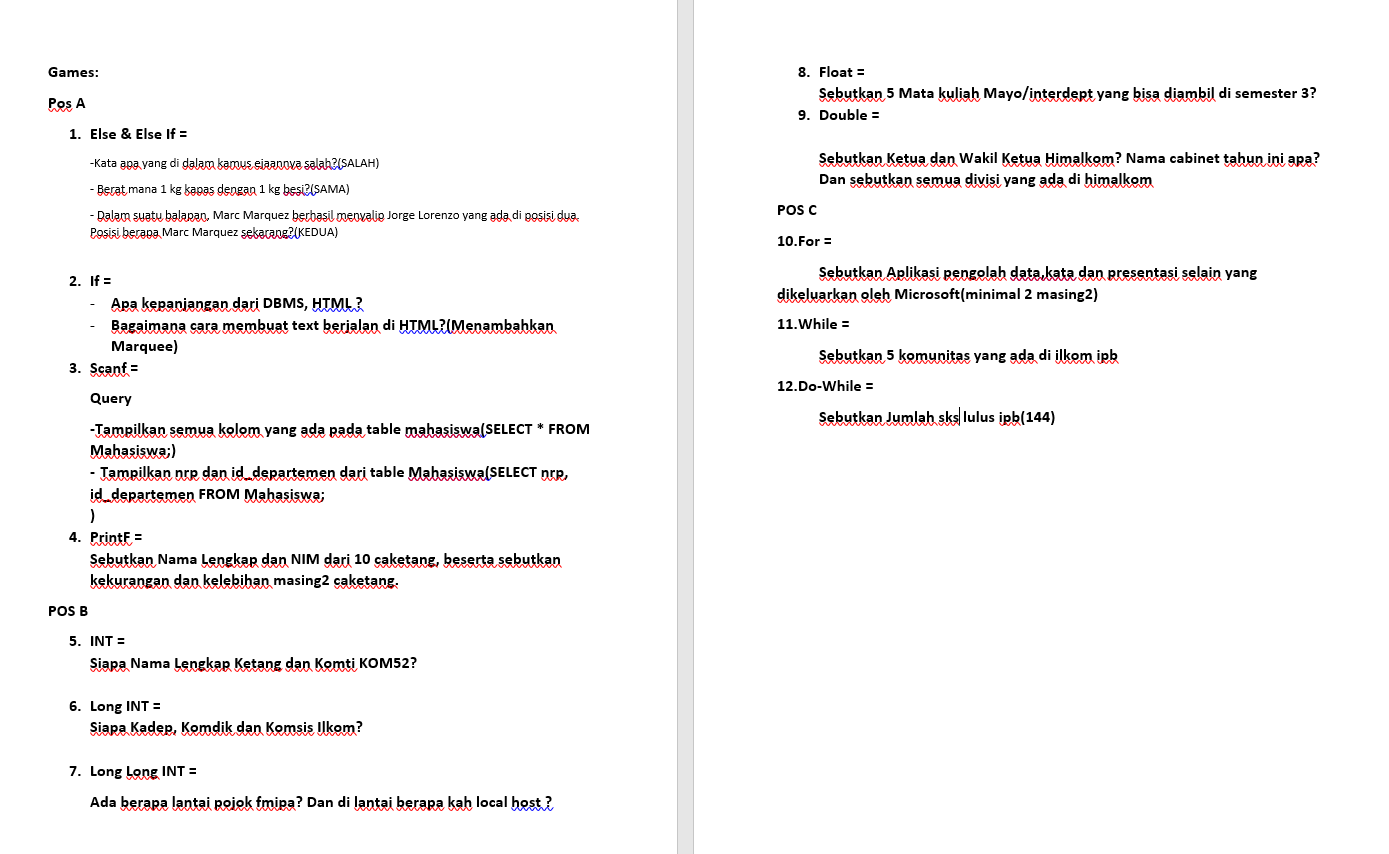 Games:
Pos A
1. Else & Else If =
-Kata apa yang di dalam kamus ejaannya salah?(SALAH)
- Berat mana 1 kg kapas dengan 1 kg besi?(SAMA)
- Dalam suatu balapan, Marc Marquez berhasil menyalip Jorge Lorenzo yang ada di posisi dua.
Posisi berapa Marc Marquez sekarang?(KEDUA)
2. If =
- Apa kepanjangan dari DBMS, HTML ?
- Bagaimana cara membuat text berjalan di HTML?(Menambahkan
Marquee)
3. Scanf =
Query
-Tampilkan semua kolom yang ada pada table mahasiswa(SELECT * FROM
Mahasiswa;)
- Tampilkan nrp dan id_departemen dari table Mahasiswa(SELECT nrp,
id_departemen FROM Mahasiswa;
)
4. PrintF =
Sebutkan Nama Lengkap dan NIM dari 10 caketang, beserta sebutkan
kekurangan dan kelebihan masing2 caketang.
POS B
5. INT =
Siapa Nama Lengkap Ketang dan Komti KOM52?
6. Long INT =
Siapa Kadep, Komdik dan Komsis Ilkom?
7. Long Long INT =
Ada berapa lantai pojok fmipa? Dan di lantai berapa kah local host ?
8. Float =
Sebutkan 5 Mata kuliah Mayo/interdept yang bisa diambil di semester 3?
9. Double =
Sebutkan Ketua dan Wakil Ketua Himalkom? Nama cabinet tahun ini apa?
Dan sebutkan semua divisi yang ada di himalkom
POS C
10.For =
Sebutkan Aplikasi pengolah data,kata dan presentasi selain yang
dikeluarkan oleh Microsoft(minimal 2 masing2)
11.While =
Sebutkan 5 komunitas yang ada di ilkom ipb
12.Do-While =
Sebutkan Jumlah sks lulus ipb(144)